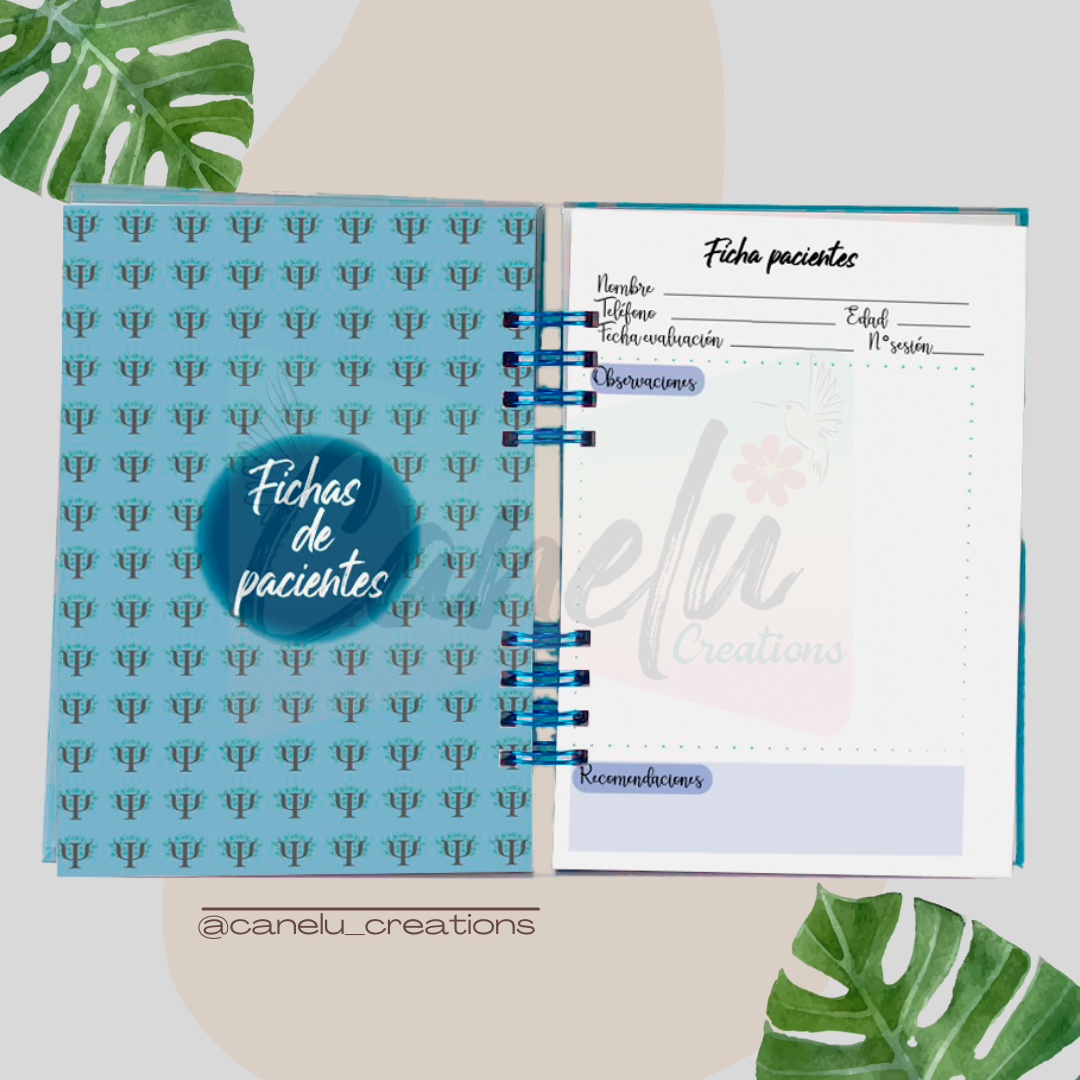 Fichas
de
pacientes
Ficha pacientes
Nombre
Teléfono Edad
Fecha evaluación N° sesión
Observaciones
Canelu
Creations
Recomendaciones
@canelu_creations